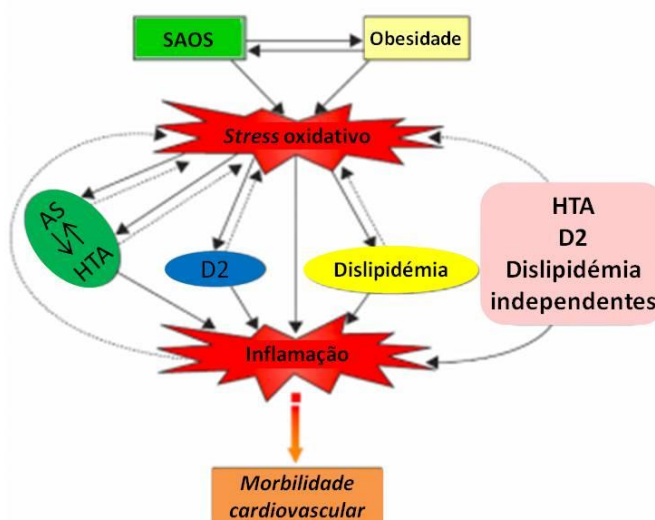 SAOS
Obesidade
Stress oxidativo
AS
HTA
D2
Dislipidémia
HTA
D2
Dislipidémia
independentes
Inflamação
Morbilidade
cardiovascular